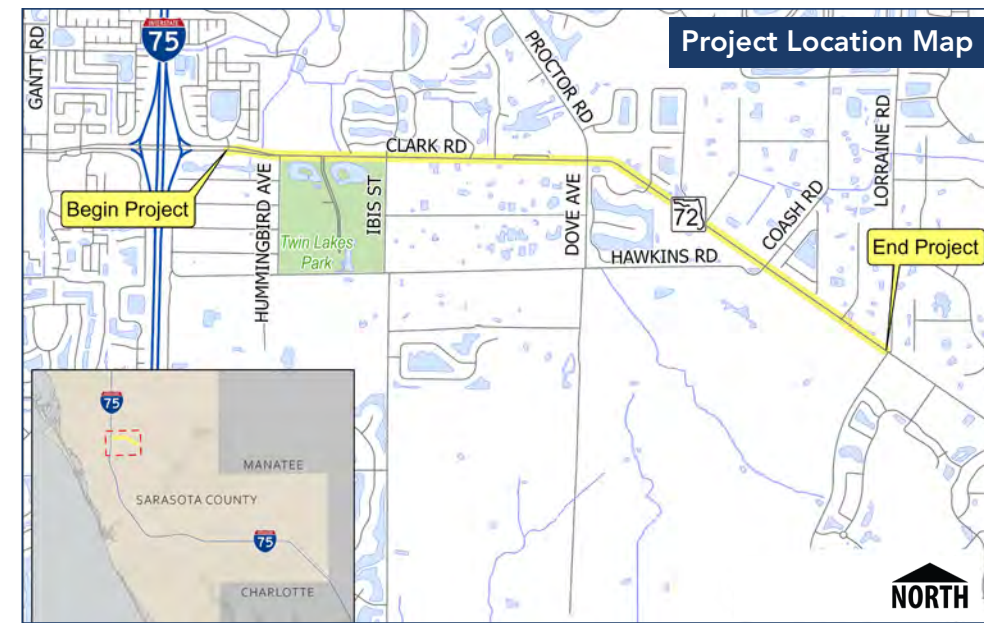 Project Location Map
GANTT RD
INTERSTATE
75
PROCTOR RD
LORRAINE RD
CLARK RD
Begin Project
HUMMINGBIRD AVE
IBIS ST
Twin Lakes
Park
DOVE AVE
72
COASH RD
HAWKINS RD
End Project
INTERSTATE
75
MANATEE
SARASOTA COUNTY
INTERSTATE
75
CHARLOTTE
NORTH